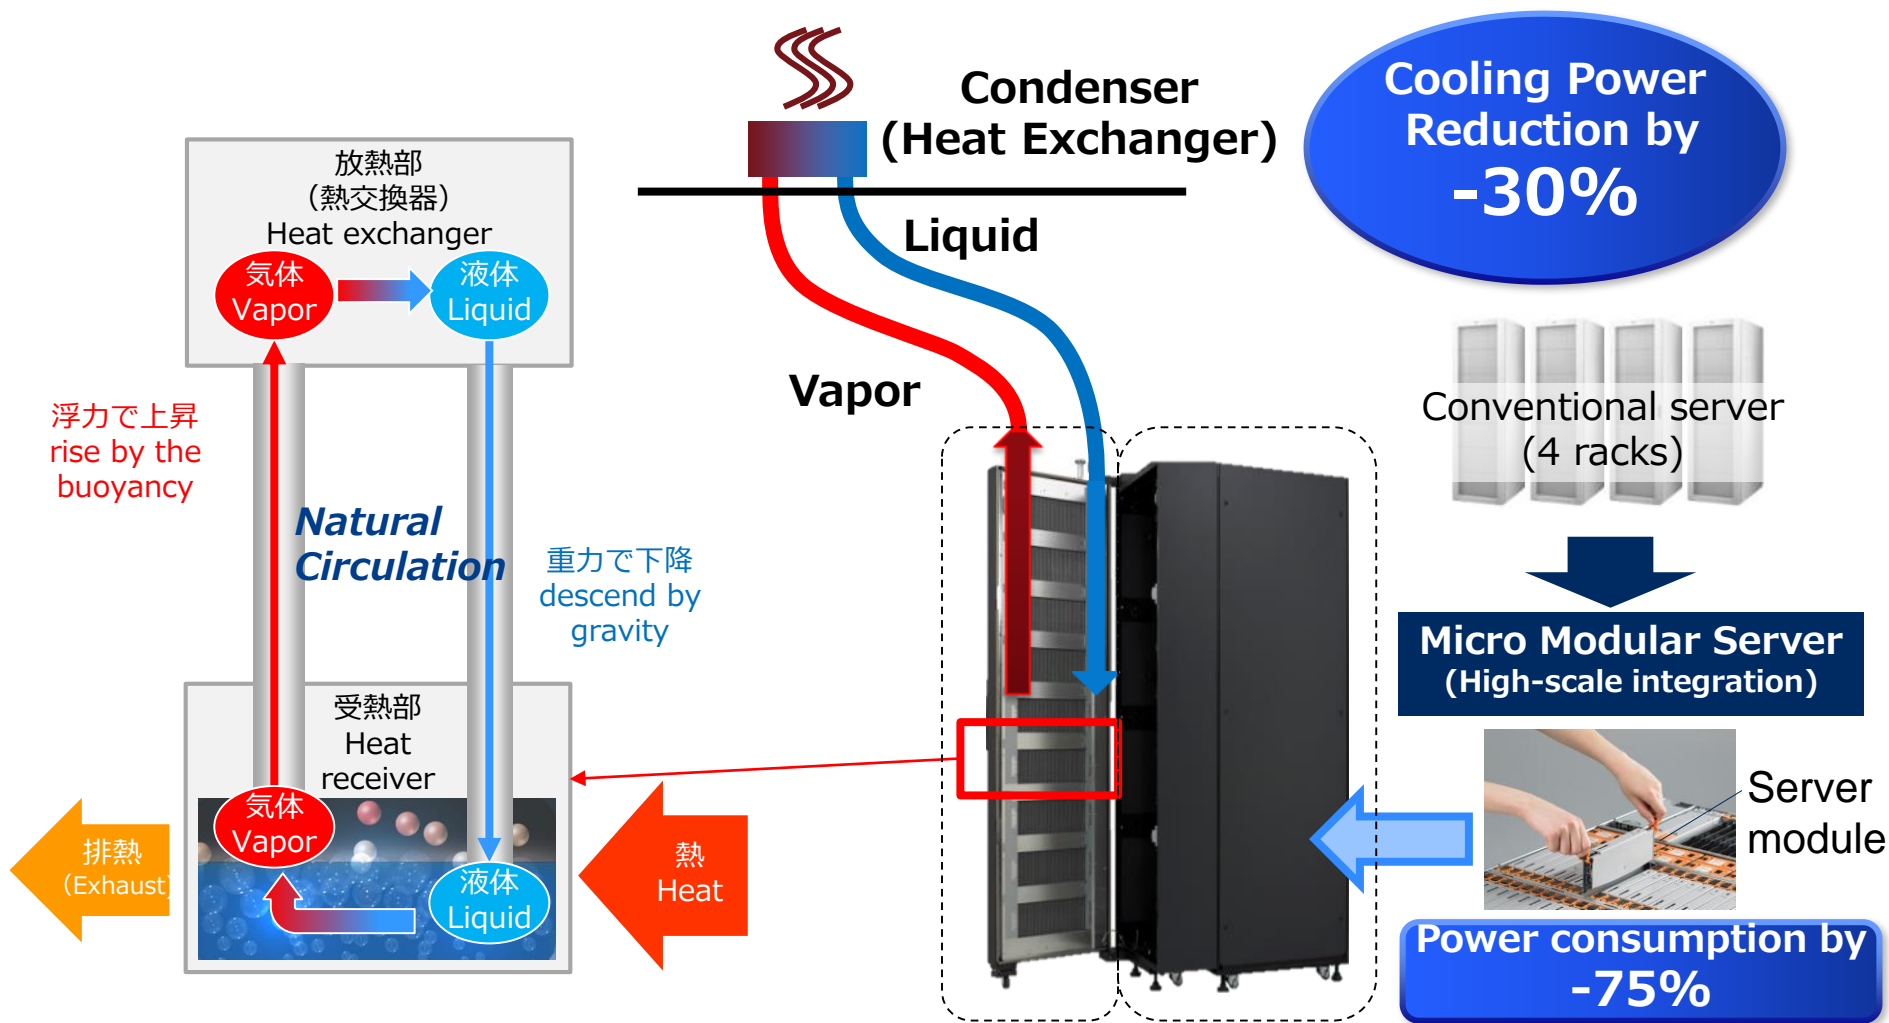 放熱部
（熱交換器）
Heat exchanger
気体
Vapor
液体
Liquid
浮力で上昇
rise by the
buoyancy
Natural
Circulation
重力で下降
descend by
gravity
受熱部
Heat
receiver
気体
Vapor
液体
Liquid
排熱
（Exhaust）
熱
Heat
Condenser
(Heat Exchanger)
Liquid
Vapor
Cooling Power
Reduction by
-30%
Conventional server
(4 racks)
Micro Modular Server
(High-scale integration)
Server
module
Power consumption by
-75%